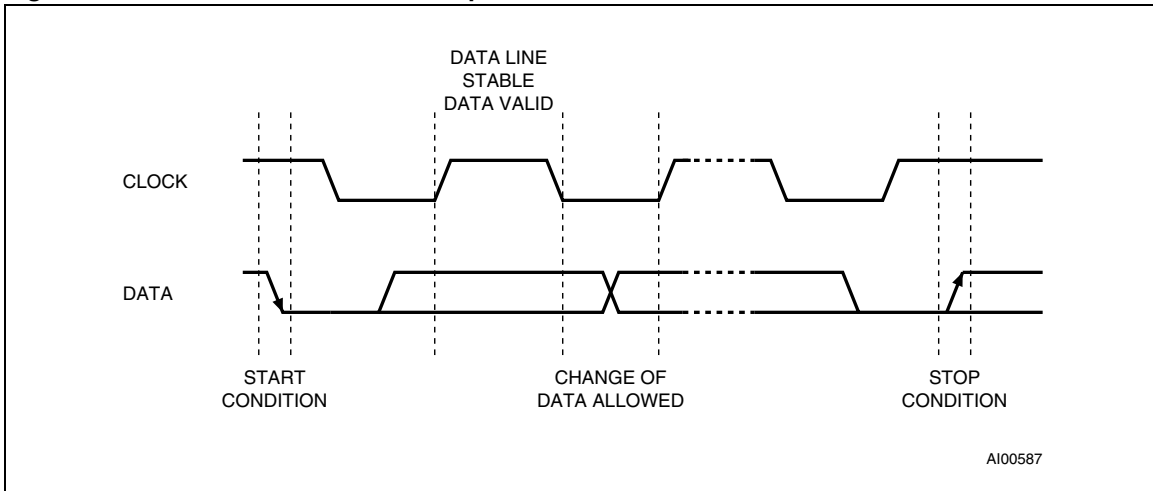 DATA LINE
STABLE
DATA VALID
CLOCK
DATA
START
CONDITION
CHANGE OF
DATA ALLOWED
STOP
CONDITION
AI00587